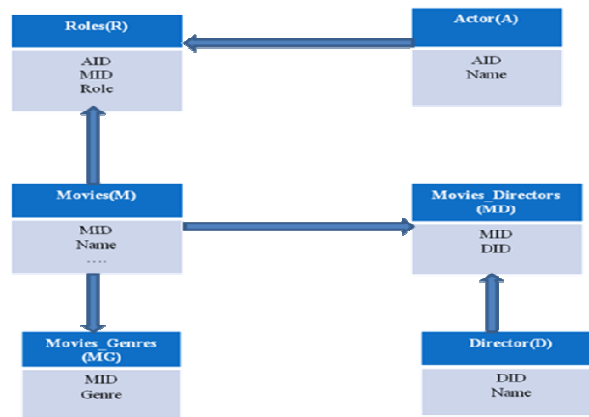 Roles(R)
AID
MID
Role
Actor(A)
AID
Name
Movies(M)
MID
Name
....
Movies_Directors
(MD)
MID
DID
Movies_Genres
(MG)
MID
Genre
Director(D)
DID
Name